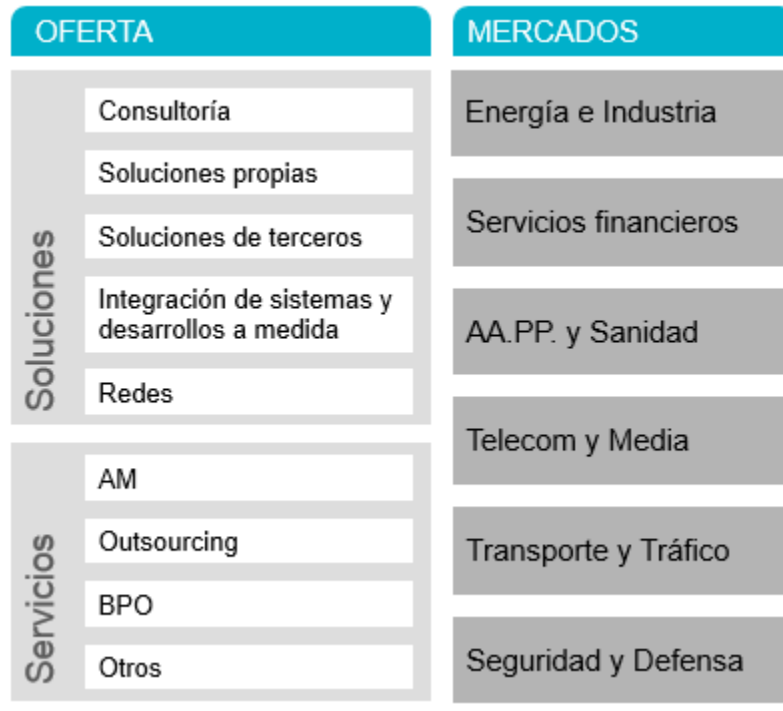 OFERTA
Soluciones
Consultoría
Soluciones propias
Soluciones de terceros
Integración de sistemas y
desarrollos a medida
Redes
Servicios
AM
Outsourcing
BPO
Otros
MERCADOS
Energía e Industria
Servicios financieros
AA.PP. y Sanidad
Telecom y Media
Transporte y Tráfico
Seguridad y Defensa